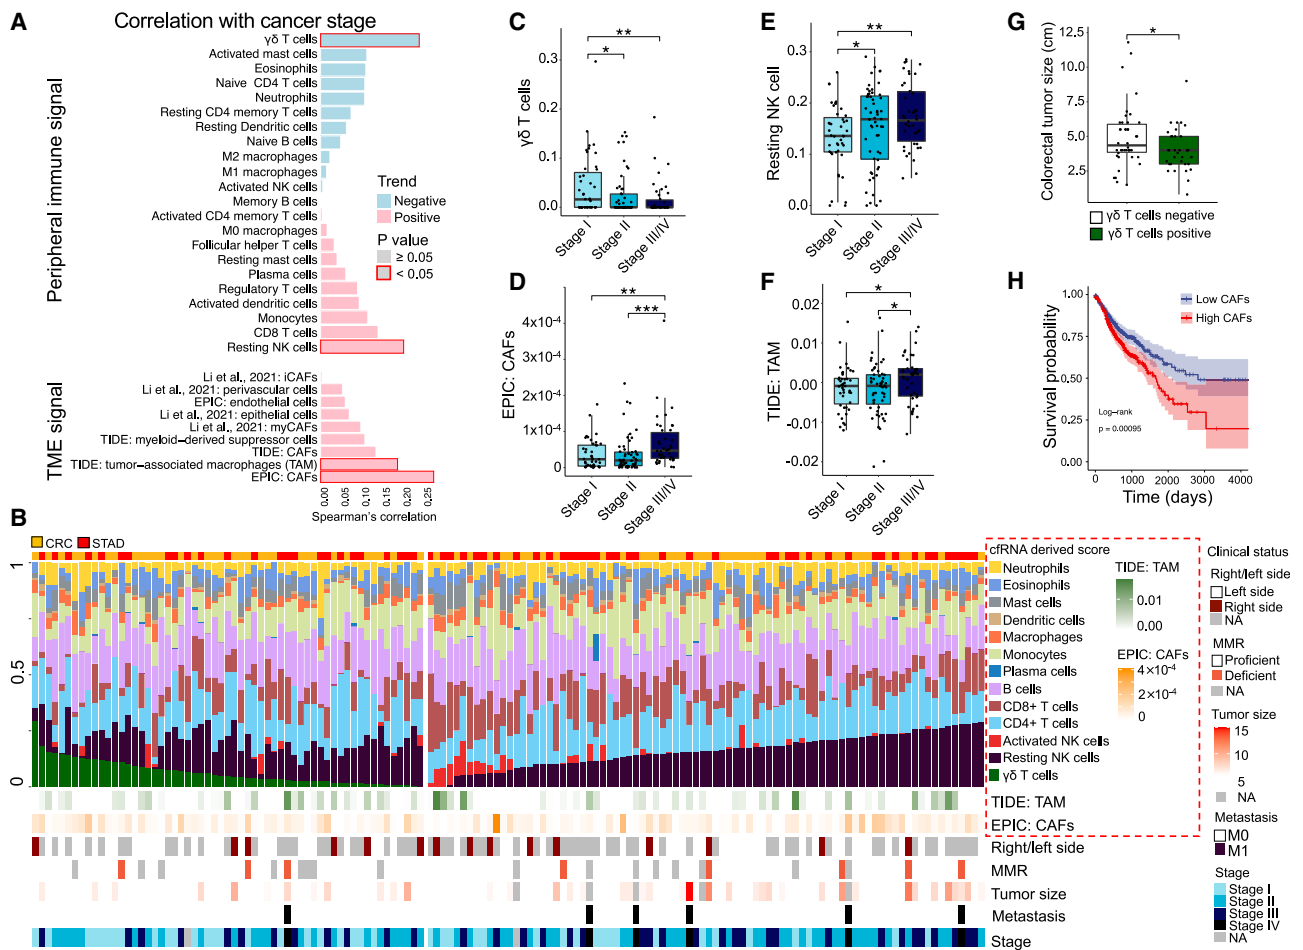 A
Correlation with cancer stage
Peripheral immune signal
γδ T cells
Activated mast cells
Eosinophils
Naive CD4 T cells
Neutrophils
Resting CD4 memory T cells
Resting Dendritic cells
Naive B cells
M2 macrophages
M1 macrophages
Activated NK cells
Memory B cells
Activated CD4 memory T cells
M0 macrophages
Follicular helper T cells
Resting mast cells
Plasma cells
Regulatory T cells
Activated dendritic cells
Monocytes
CD8 T cells
Resting NK cells
Trend
Negative
Positive
P value
≥ 0.05
< 0.05
TME signal
Li et al., 2021: iCAFs
Li et al., 2021: perivascular cells
EPIC: endothelial cells
Li et al., 2021: epithelial cells
Li et al., 2021: myCAFs
TIDE: myeloid−derived suppressor cells
TIDE: CAFs
TIDE: tumor−associated macrophages (TAM)
EPIC: CAFs
0.00 0.05 0.10 0.15 0.20 0.25
Spearman's correlation
C
γδ T cells
0.3
0.2
0.1
0.0
** 
*
Stage I
Stage II
Stage III/IV
D
EPIC: CAFs
4x10⁻⁴
3x10⁻⁴
2x10⁻⁴
1x10⁻⁴
0
**
***
Stage I
Stage II
Stage III/IV
E
Resting NK cell
0.3
0.2
0.1
0.0
**
*
Stage I
Stage II
Stage III/IV
F
TIDE: TAM
0.02
0.01
0.00
-0.01
-0.02
*
*
Stage I
Stage II
Stage III/IV
G
Colorectal tumor size (cm)
12.5
10.0
7.5
5.0
2.5
*
γδ T cells negative
γδ T cells positive
H
Survival probability
1.00
0.75
0.50
0.25
0.00
Low CAFs
High CAFs
Log−rank
p = 0.00095
0 1000 2000 3000 4200
Time (days)
B
CRC STAD
1
0.5
0
cfRNA derived score
Neutrophils
Eosinophils
Mast cells
Dendritic cells
Macrophages
Monocytes
Plasma cells
B cells
CD8+ T cells
CD4+ T cells
Activated NK cells
Resting NK cells
γδ T cells
TIDE: TAM
0.01
0.00
EPIC: CAFs
4×10⁻⁴
2×10⁻⁴
0
TIDE: TAM
EPIC: CAFs
Right/left side
MMR
Tumor size
Metastasis
Stage
Clinical status
Right/left side
Left side
Right side
NA
MMR
Proficient
Deficient
NA
Tumor size
15
10
5
NA
Metastasis
M0
M1
Stage
Stage I
Stage II
Stage III
Stage IV
NA